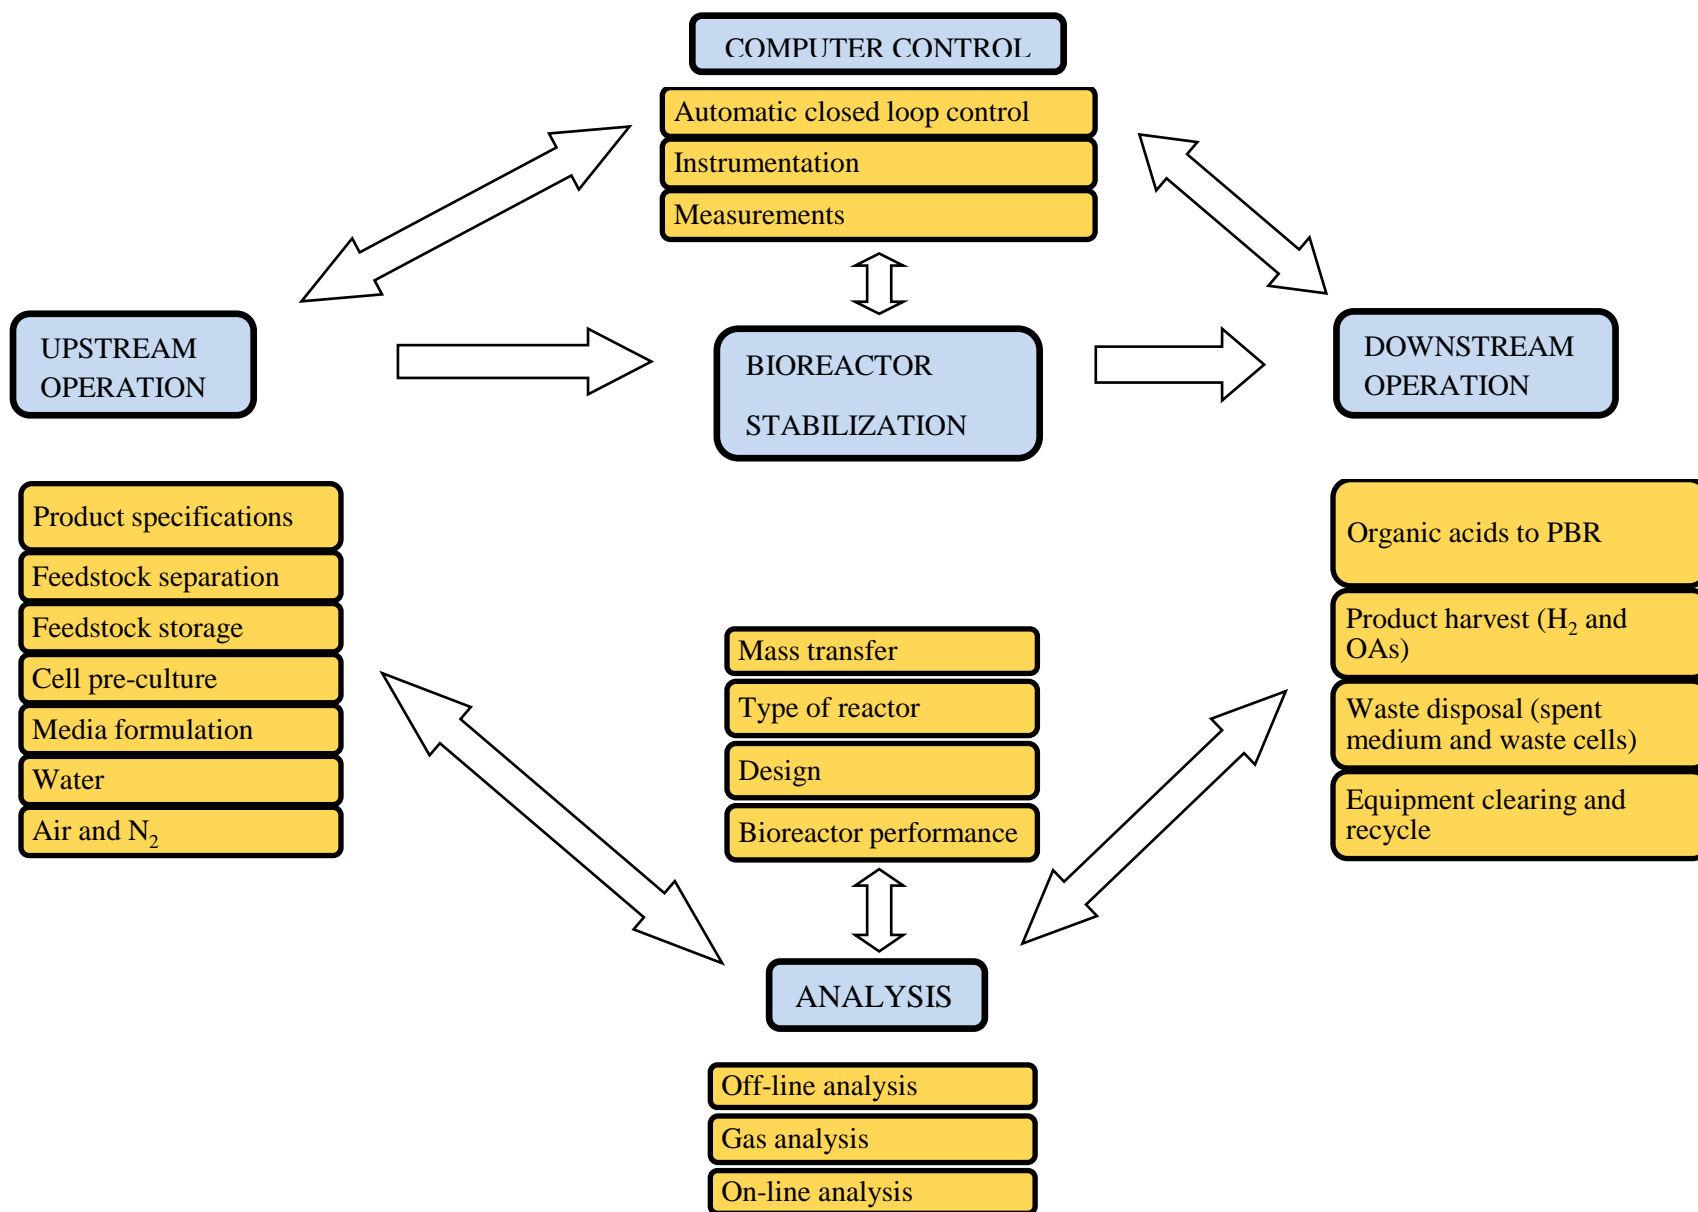 COMPUTER CONTROL
Automatic closed loop control
Instrumentation
Measurements
UPSTREAM
OPERATION
BIOREACTOR
STABILIZATION
DOWNSTREAM
OPERATION
Product specifications
Feedstock separation
Feedstock storage
Cell pre-culture
Media formulation
Water
Air and N₂
Mass transfer
Type of reactor
Design
Bioreactor performance
Organic acids to PBR
Product harvest (H₂ and
OAs)
Waste disposal (spent
medium and waste cells)
Equipment clearing and
recycle
ANALYSIS
Off-line analysis
Gas analysis
On-line analysis